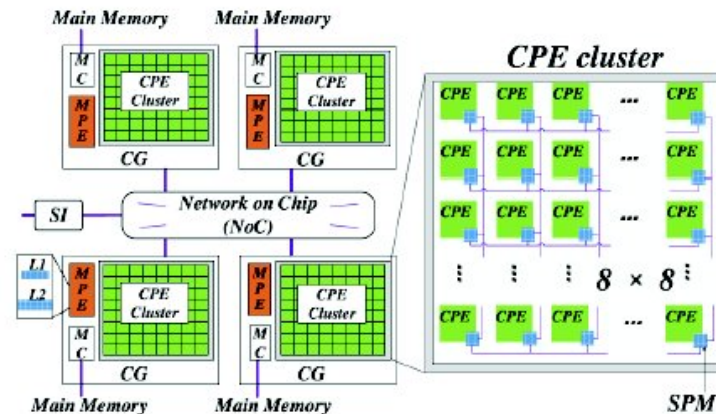 Main Memory Main Memory
M
C
CPE
Cluster
M
P
E
CG
M
C
CPE
Cluster
M
P
E
CG
SI
Network on Chip
(NoC)
L1
L2
M
P
E
CPE
Cluster
M
C
CG
Main Memory
M
P
E
CPE
Cluster
M
C
CG
Main Memory
CPE cluster
CPE CPE CPE ... CPE
CPE CPE CPE ... CPE
CPE CPE CPE ... CPE
8 × 8
CPE CPE CPE ... CPE
SPM